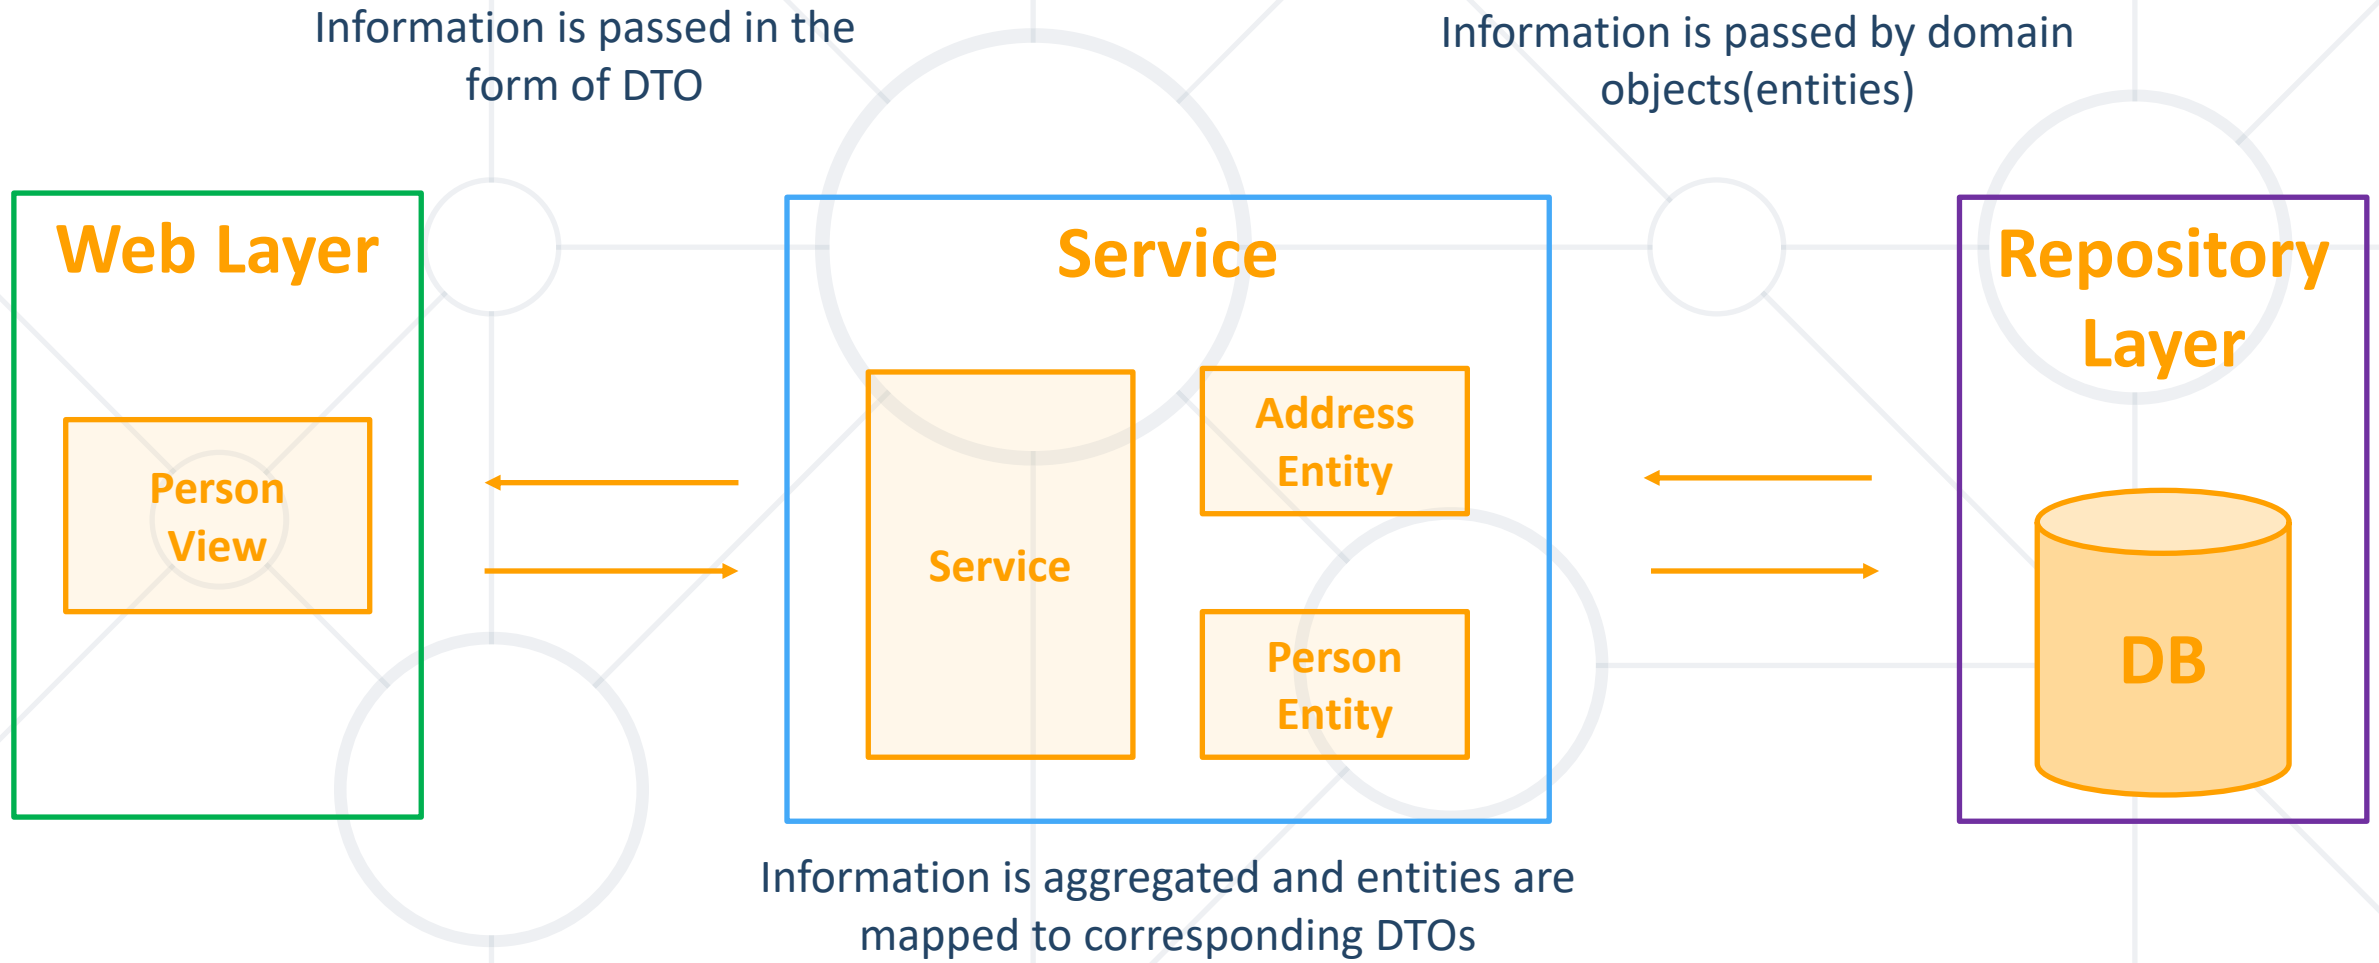 Information is passed in the
form of DTO
Information is passed by domain
objects(entities)
Web Layer
Person
View
Service
Service
Address
Entity
Person
Entity
Repository
Layer
DB
Information is aggregated and entities are
mapped to corresponding DTOs